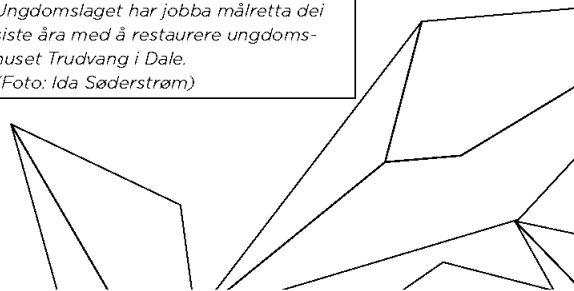 Ungdomslaget har jobba målretta dei
siste åra med å restaurere ungdoms-
huset Trudvang i Dale.
(Foto: Ida Søderstrøm)